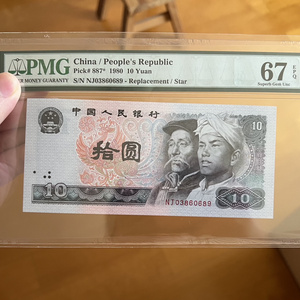 PMG
PAPER MONEY GUARANTY
China / People's Republic
Pick# 887* 1980 10 Yuan
S/N NJ03860689 - Replacement / Star
67 EPQ
Superb Gem Unc
中国人民银行
10
拾圆
10
NJ03860689
10